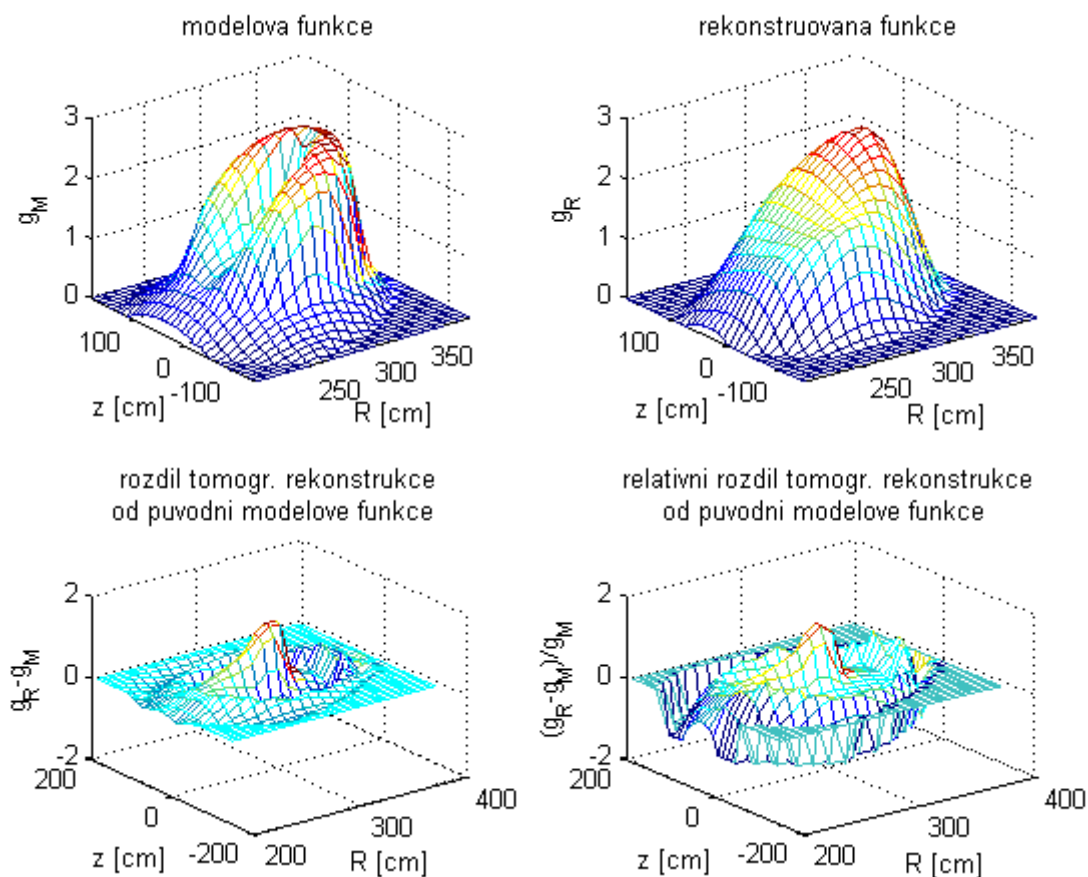 modelova funkce
3
2
1
0
g_M
100
0
-100
z [cm]
250
300
350
R [cm]
rekonstruovana funkce
3
2
1
0
g_R
100
0
-100
z [cm]
250
300
350
R [cm]
rozdil tomogr. rekonstrukce
od puvodni modelove funkce
2
0
-2
g_R-g_M
200
0
-200
z [cm]
200
300
400
R [cm]
relativni rozdil tomogr. rekonstrukce
od puvodni modelove funkce
2
0
-2
(g_R-g_M)/g_M
200
0
-200
z [cm]
200
300
400
R [cm]